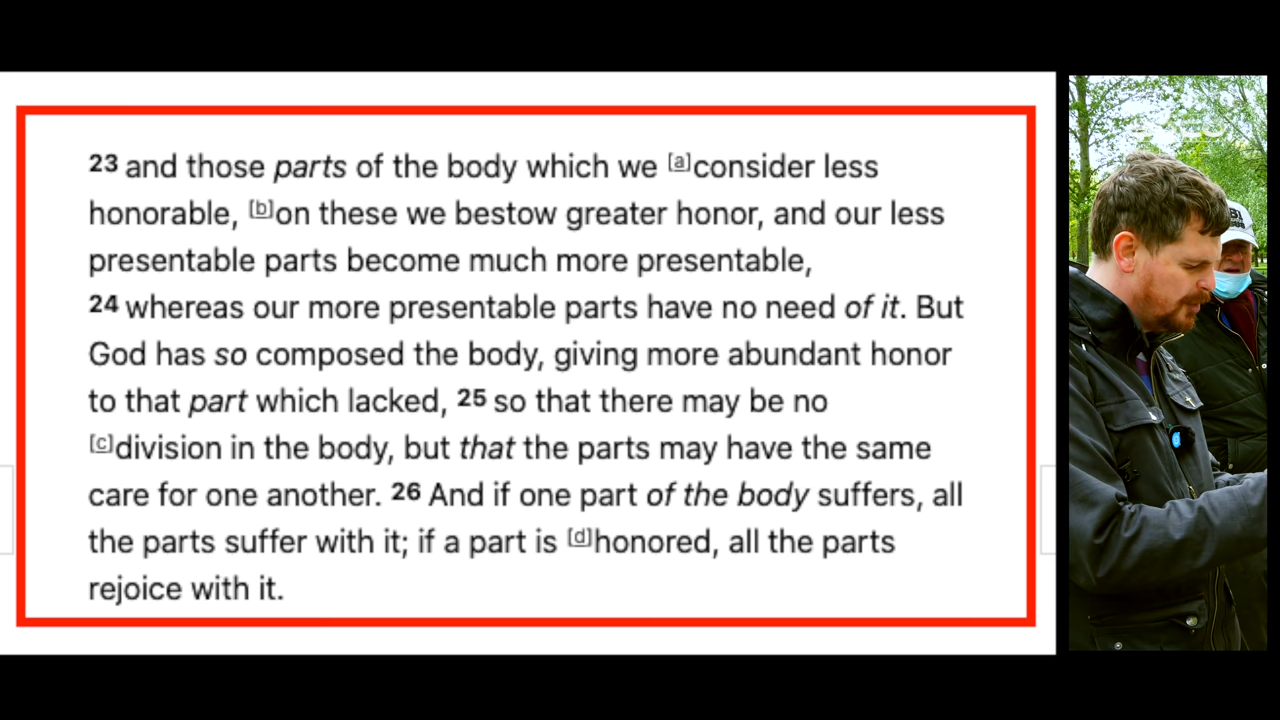 23 and those parts of the body which we [a]consider less
honorable, [b]on these we bestow greater honor, and our less
presentable parts become much more presentable,
24 whereas our more presentable parts have no need of it. But
God has so composed the body, giving more abundant honor
to that part which lacked, 25 so that there may be no
[c]division in the body, but that the parts may have the same
care for one another. 26 And if one part of the body suffers, all
the parts suffer with it; if a part is [d]honored, all the parts
rejoice with it.